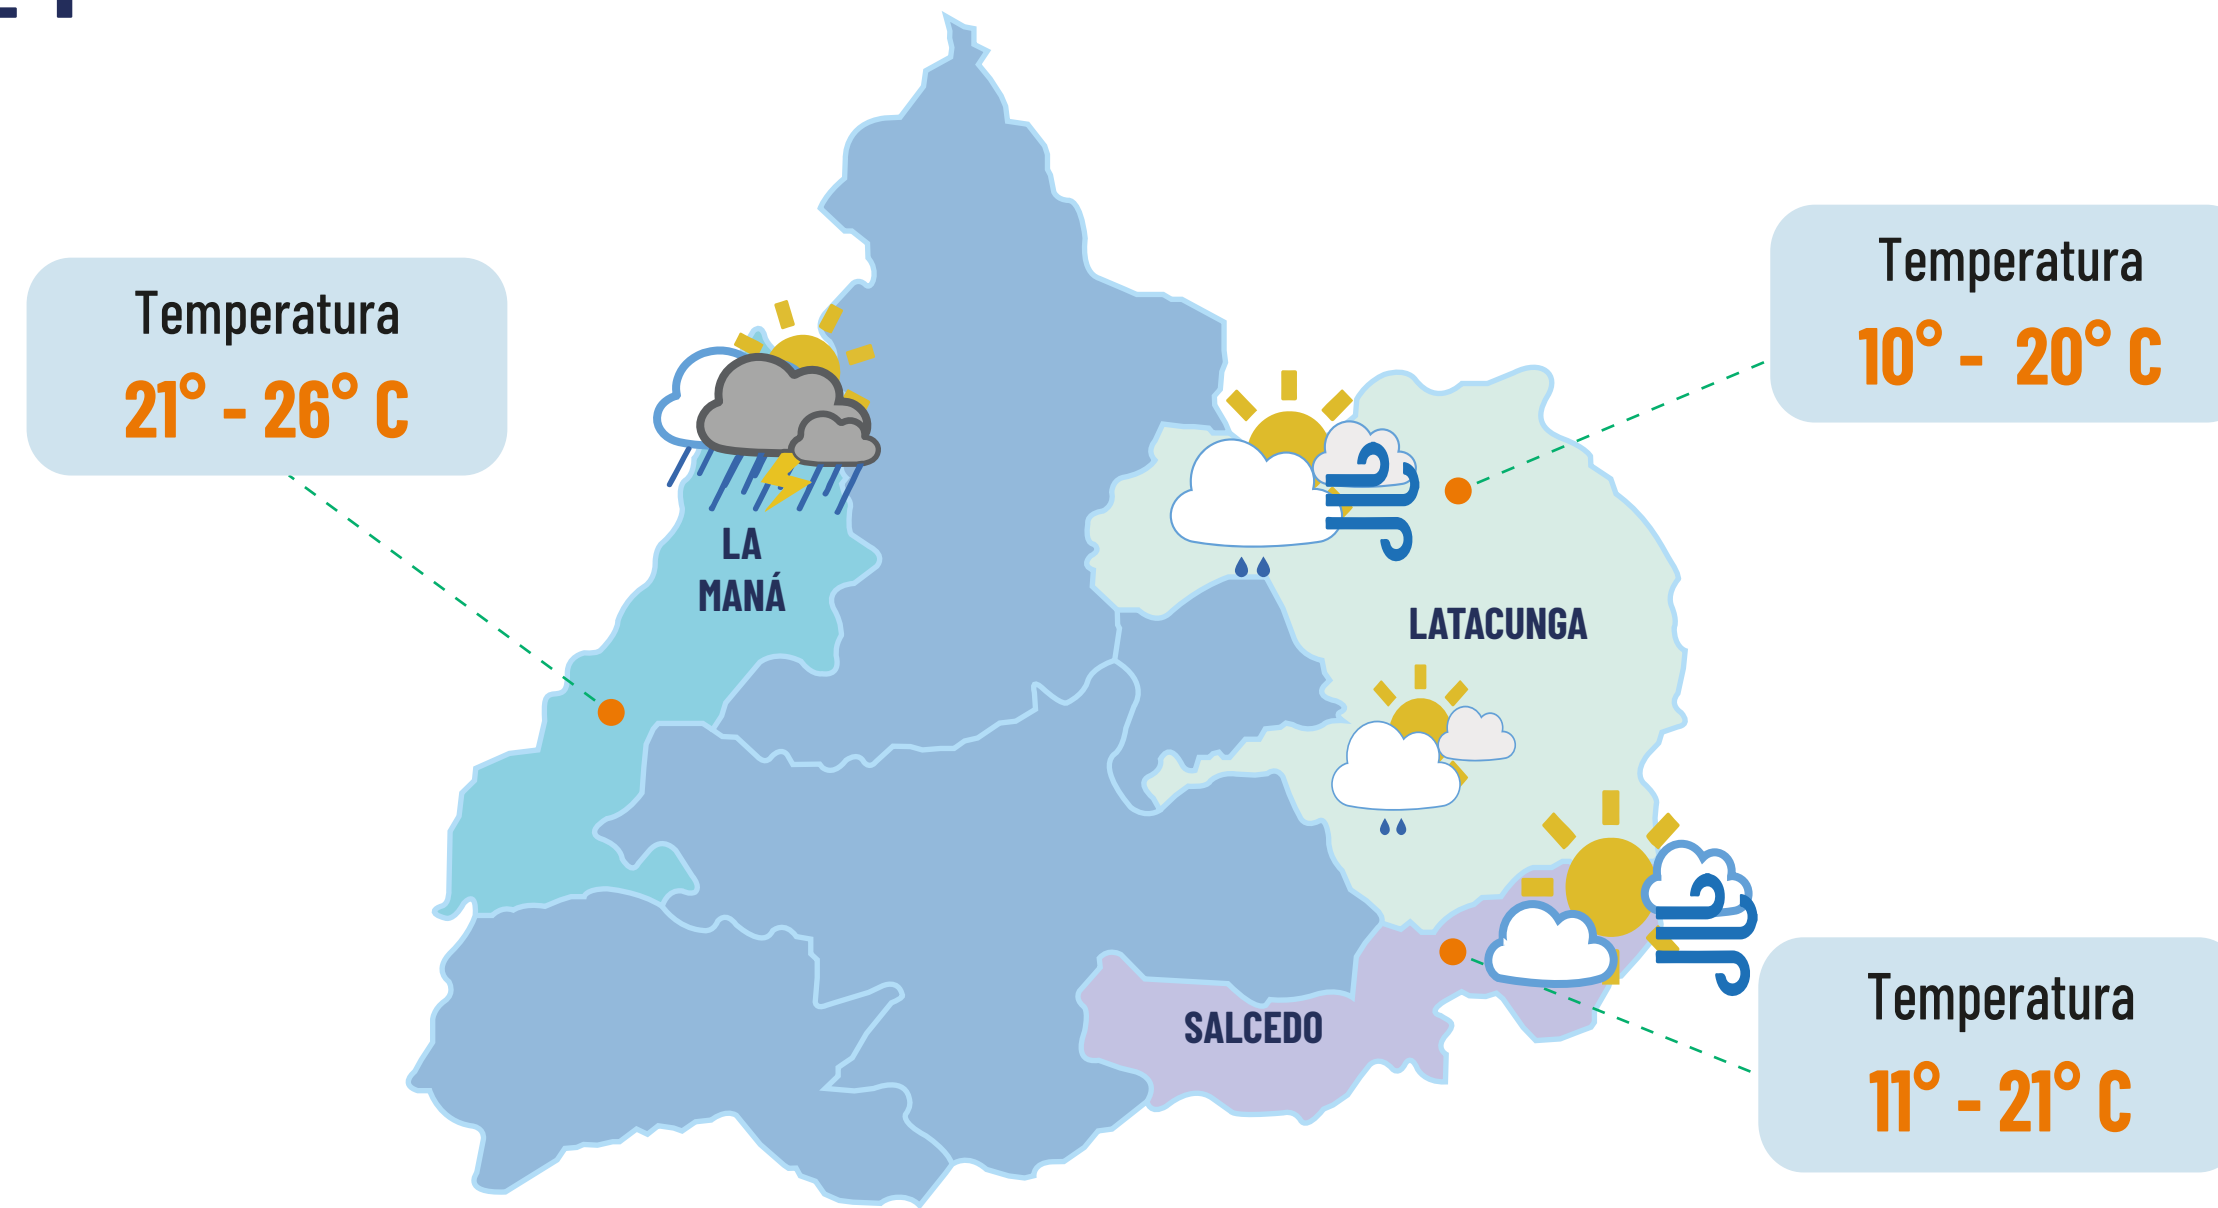 Temperatura
21° - 26° C
Temperatura
10° - 20° C
LA
MANÁ
LATACUNGA
SALCEDO
Temperatura
11° - 21° C